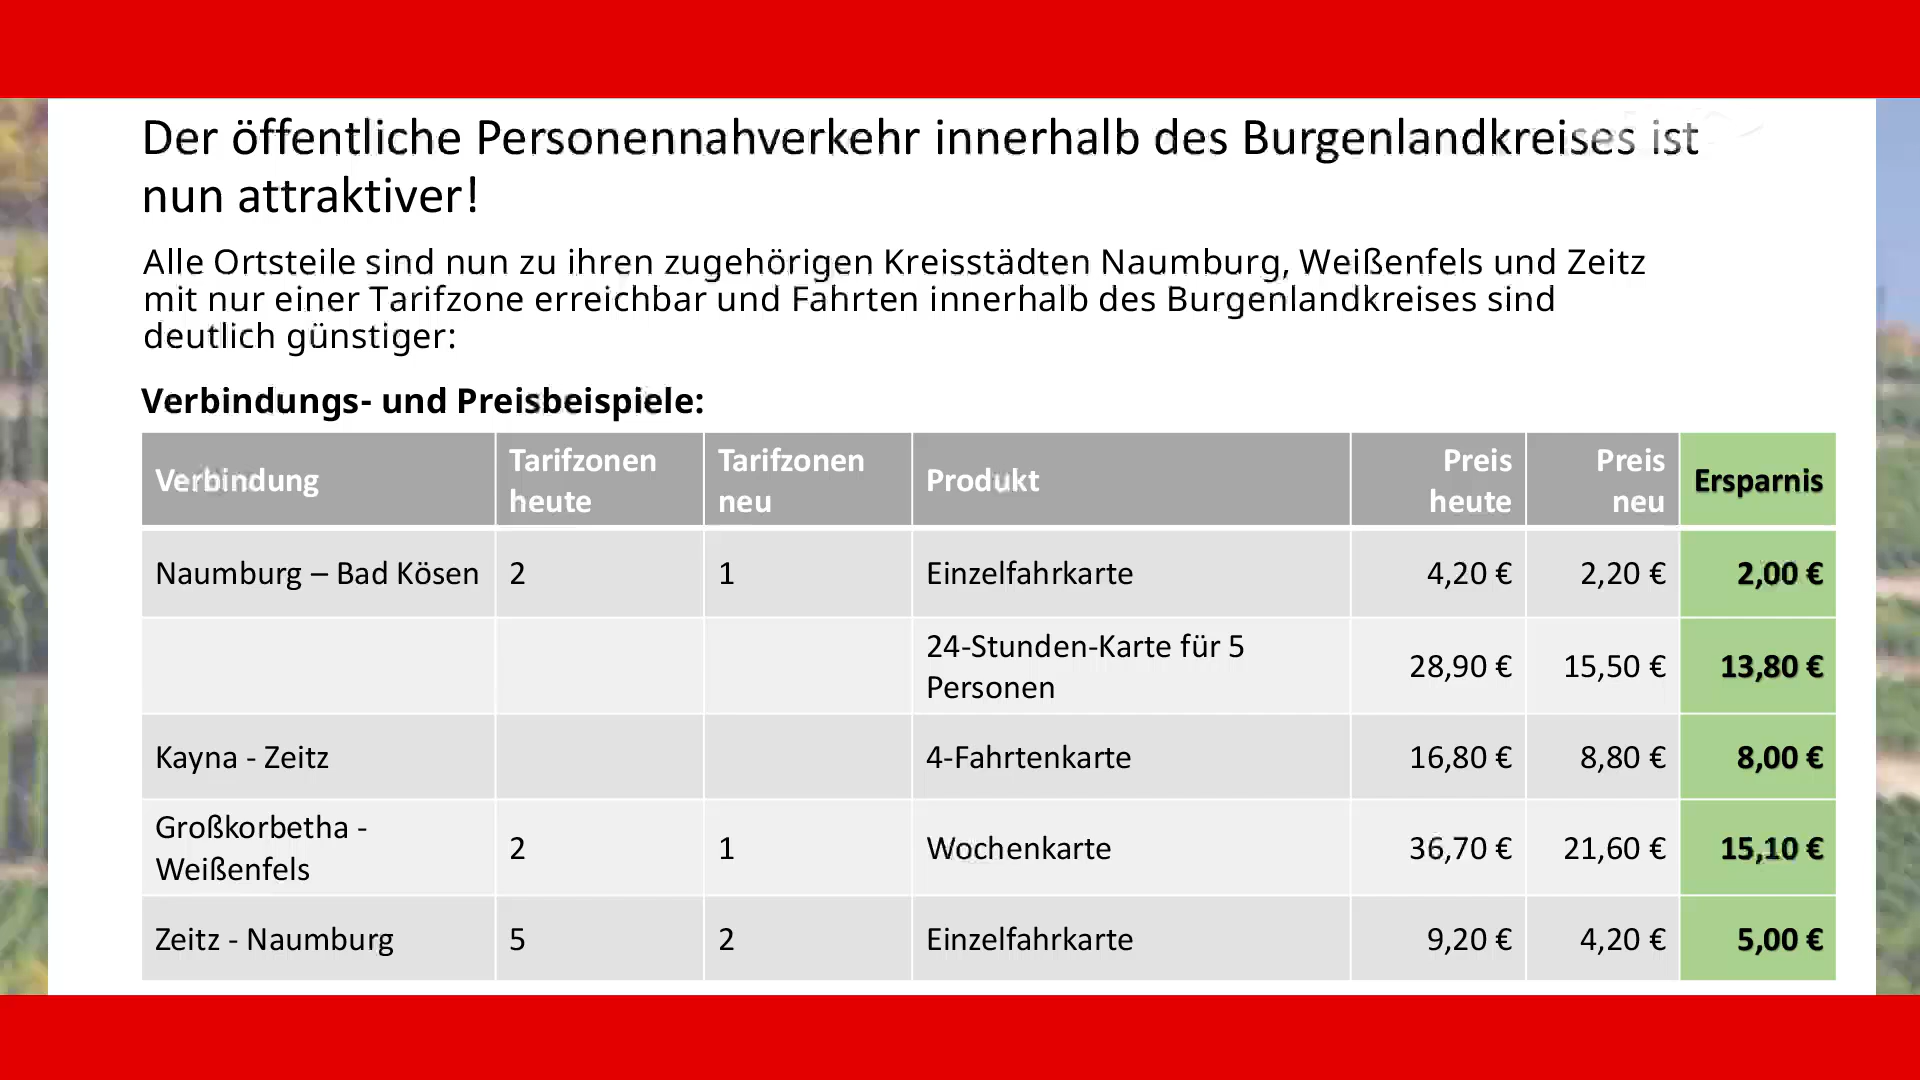 Der öffentliche Personennahverkehr innerhalb des Burgenlandkreises ist
nun attraktiver!
Alle Ortsteile sind nun zu ihren zugehörigen Kreisstädten Naumburg, Weißenfels und Zeitz
mit nur einer Tarifzone erreichbar und Fahrten innerhalb des Burgenlandkreises sind
deutlich günstiger:
Verbindungs- und Preisbeispiele:
Verbindung Tarifzonen heute Tarifzonen neu Produkt Preis heute Preis neu Ersparnis
Naumburg – Bad Kösen 2 1 Einzelfahrkarte 4,20 € 2,20 € 2,00 €
24-Stunden-Karte für 5 Personen 28,90 € 15,50 € 13,80 €
Kayna - Zeitz 4-Fahrtenkarte 16,80 € 8,80 € 8,00 €
Großkorbetha - Weißenfels 2 1 Wochenkarte 36,70 € 21,60 € 15,10 €
Zeitz - Naumburg 5 2 Einzelfahrkarte 9,20 € 4,20 € 5,00 €